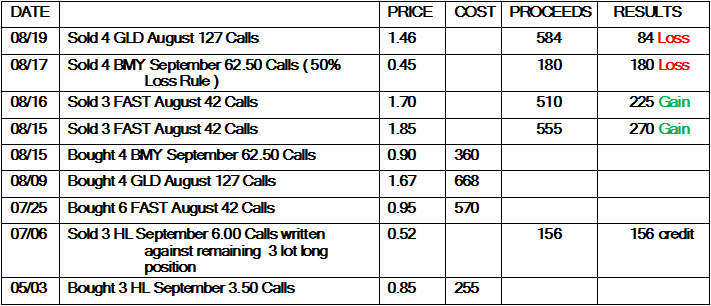 DATE PRICE COST PROCEEDS RESULTS
08/19 Sold 4 GLD August 127 Calls 1.46 584 84 Loss
08/17 Sold 4 BMY September 62.50 Calls ( 50% 0.45 180 180 Loss
Loss Rule )
08/16 Sold 3 FAST August 42 Calls 1.70 510 225 Gain
08/15 Sold 3 FAST August 42 Calls 1.85 555 270 Gain
08/15 Bought 4 BMY September 62.50 Calls 0.90 360
08/09 Bought 4 GLD August 127 Calls 1.67 668
07/25 Bought 6 FAST August 42 Calls 0.95 570
07/06 Sold 3 HL September 6.00 Calls written 0.52 156 156 credit
against remaining 3 lot long
position
05/03 Bought 3 HL September 3.50 Calls 0.85 255